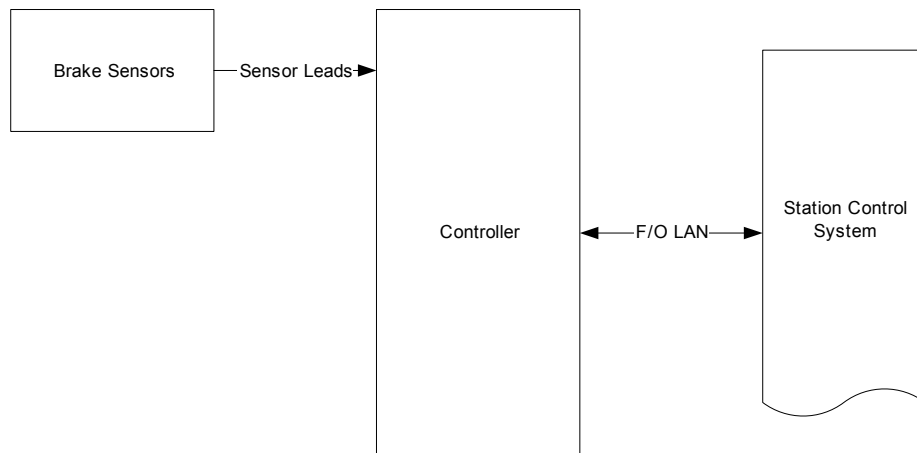 Brake Sensors
Sensor Leads
Controller
F/O LAN
Station Control
System